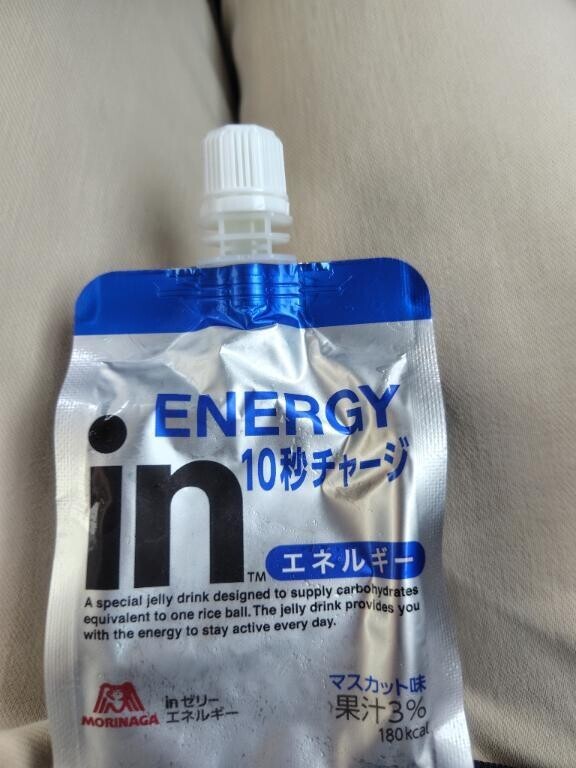 ENERGY
in
10秒チャージ
TM
エネルギー
A special jelly drink designed to supply carbohydrates
equivalent to one rice ball. The jelly drink provides you
with the energy to stay active every day.
MORINAGA
inゼリー
エネルギー
マスカット味
果汁3%
180kcal